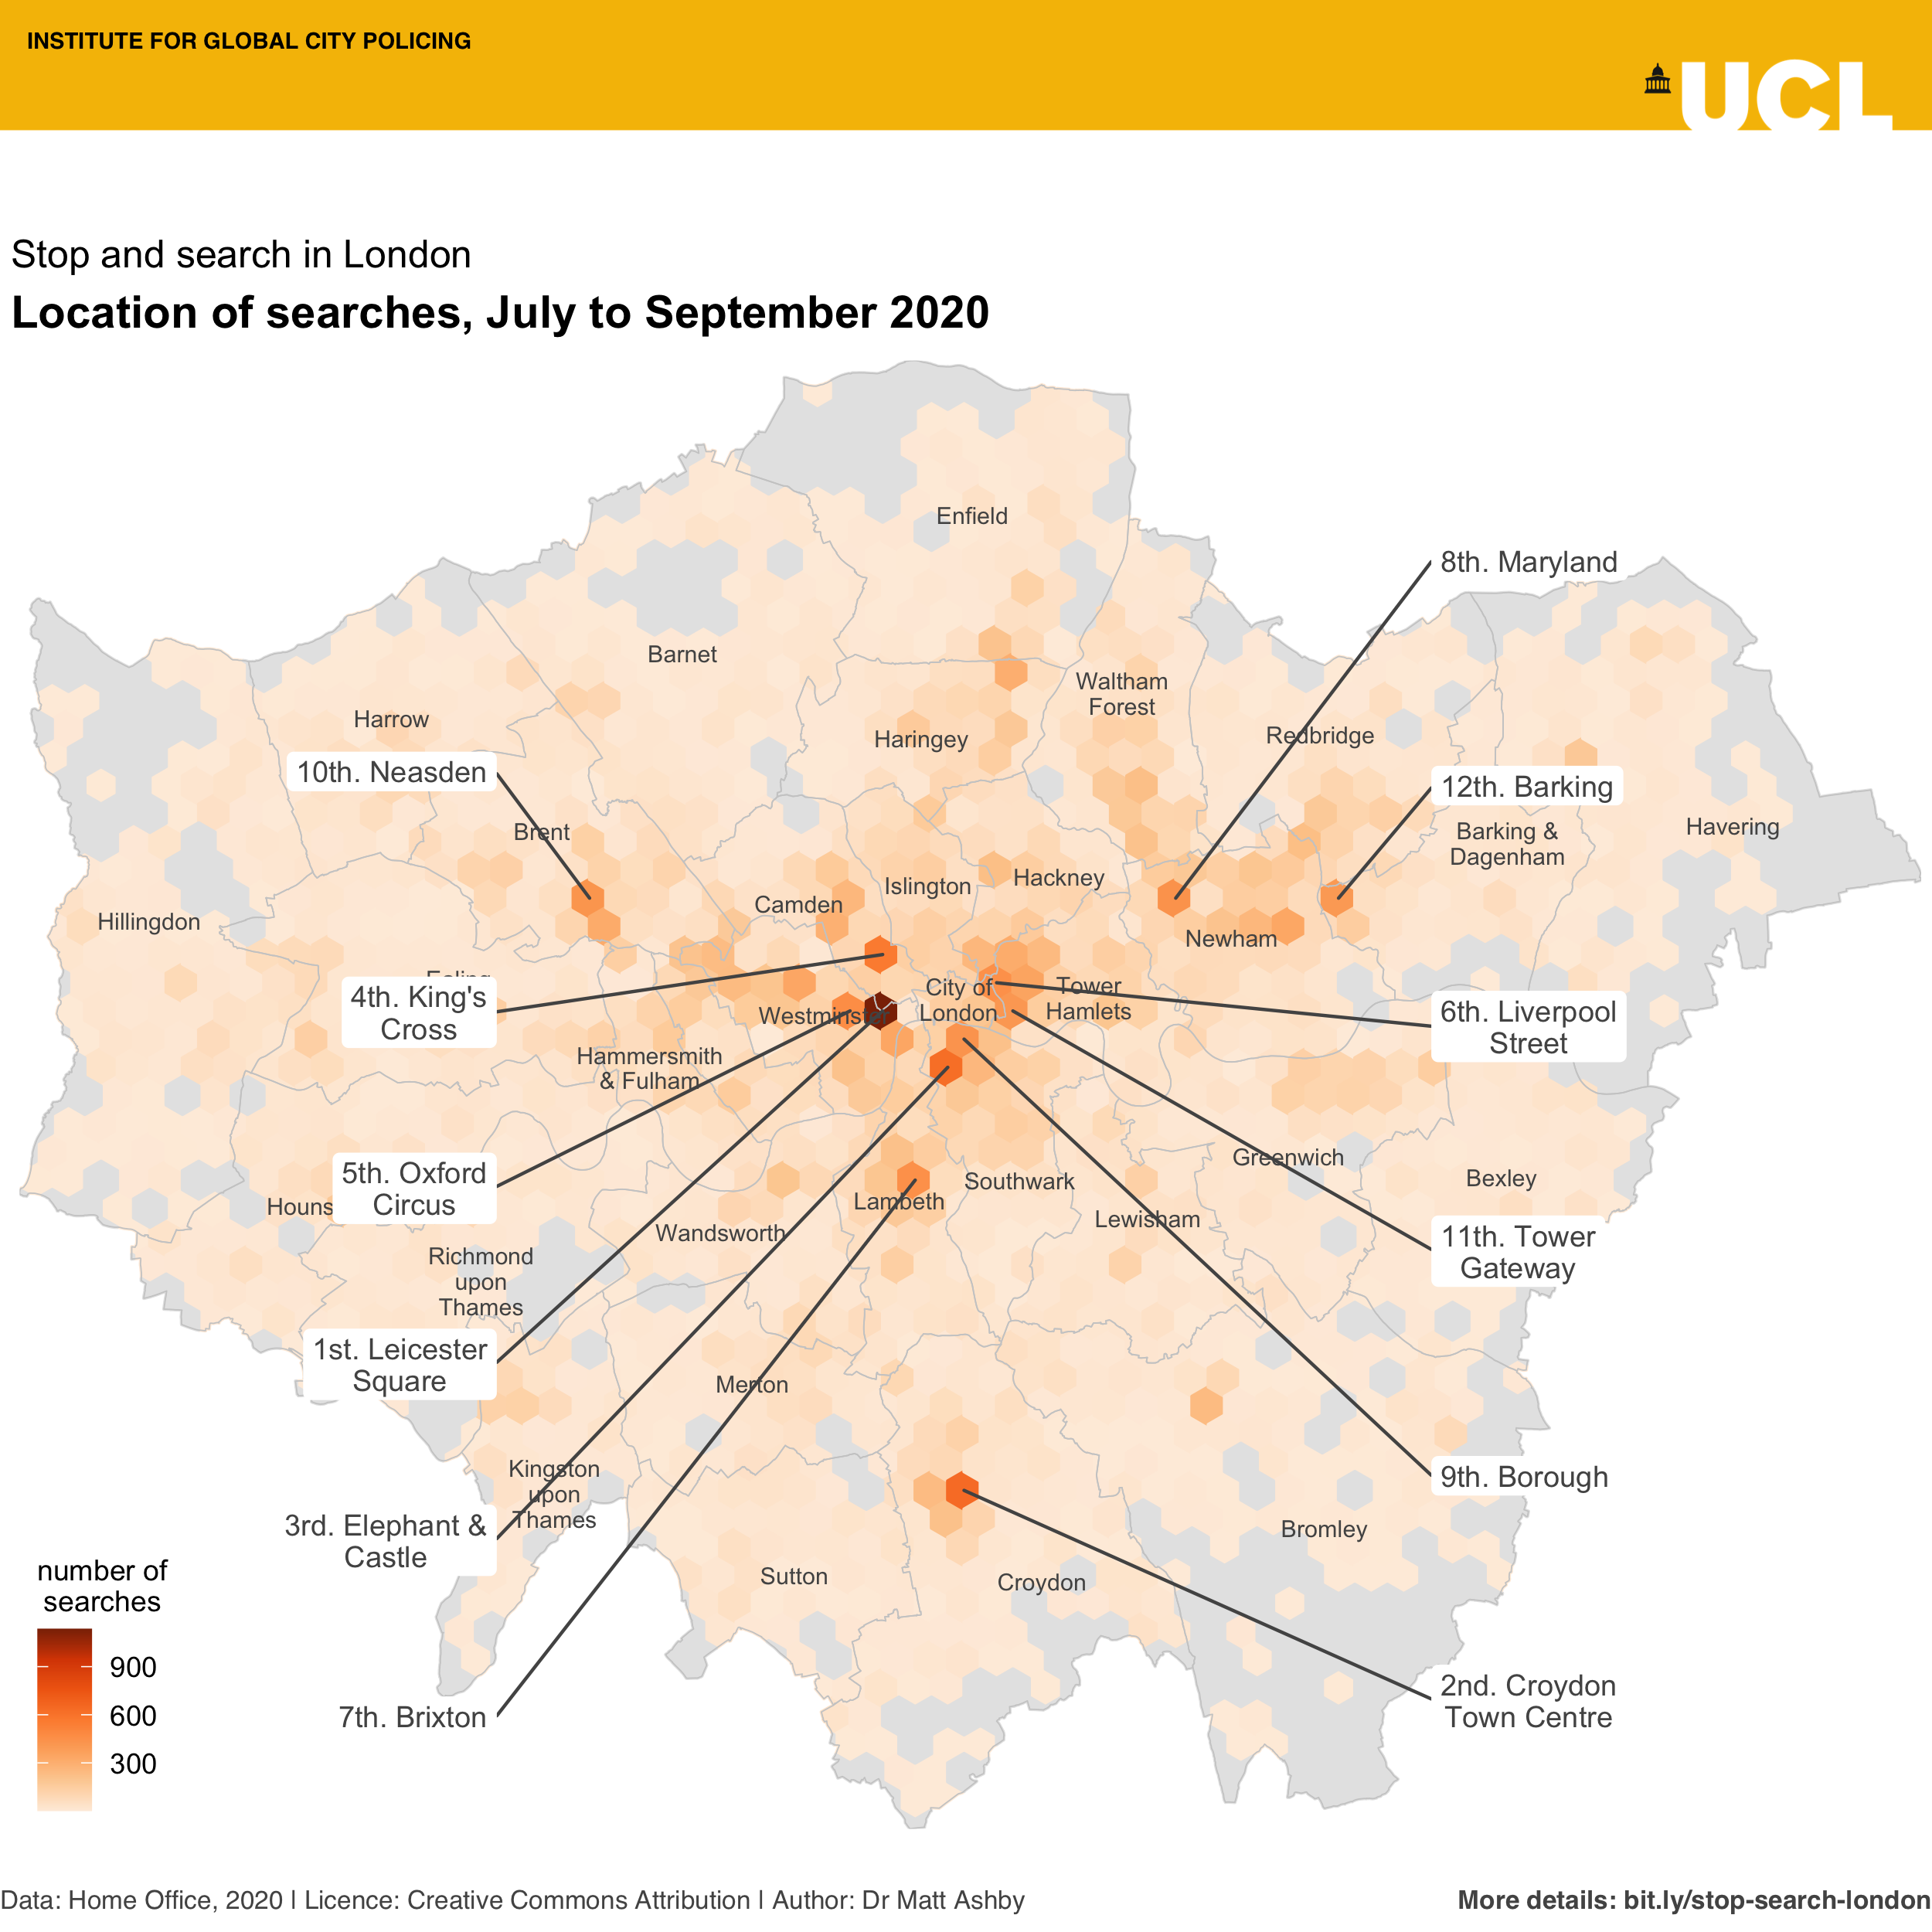 INSTITUTE FOR GLOBAL CITY POLICING
UCL
Stop and search in London
Location of searches, July to September 2020
Enfield
8th. Maryland
Barnet
Waltham
Forest
Harrow
Haringey
Redbridge
10th. Neasden
12th. Barking
Brent
Barking &
Dagenham
Havering
Islington
Hackney
Camden
Hillingdon
Newham
Ealing
4th. King's
Cross
City of
London
Tower
Hamlets
Westminster
6th. Liverpool
Street
Hammersmith
& Fulham
5th. Oxford
Circus
Greenwich
Bexley
Southwark
Lambeth
Houns
Lewisham
Wandsworth
11th. Tower
Gateway
Richmond
upon
Thames
1st. Leicester
Square
Merton
Kingston
upon
Thames
9th. Borough
3rd. Elephant &
Castle
Bromley
Sutton
Croydon
number of
searches
900
600
300
7th. Brixton
2nd. Croydon
Town Centre
Data: Home Office, 2020 | Licence: Creative Commons Attribution | Author: Dr Matt Ashby
More details: bit.ly/stop-search-london